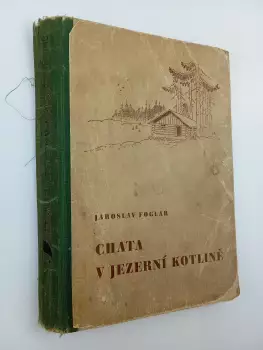 JAROSLAV FOGLAR
CHATA
V JEZERNÍ KOTLINĚ